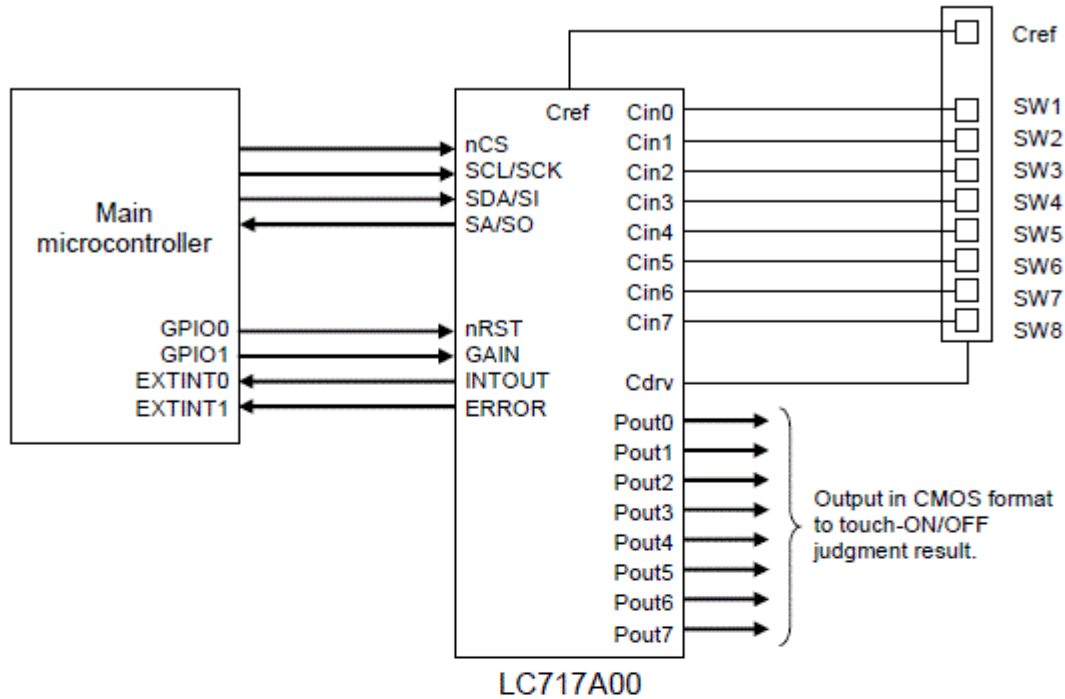 Main
microcontroller
GPIO0
GPIO1
EXTINT0
EXTINT1
nCS
SCL/SCK
SDA/SI
SA/SO
nRST
GAIN
INTOUT
ERROR
Cref
Cin0
Cin1
Cin2
Cin3
Cin4
Cin5
Cin6
Cin7
Cdrv
Pout0
Pout1
Pout2
Pout3
Pout4
Pout5
Pout6
Pout7
LC717A00
Cref
SW1
SW2
SW3
SW4
SW5
SW6
SW7
SW8
Output in CMOS format
to touch-ON/OFF
judgment result.